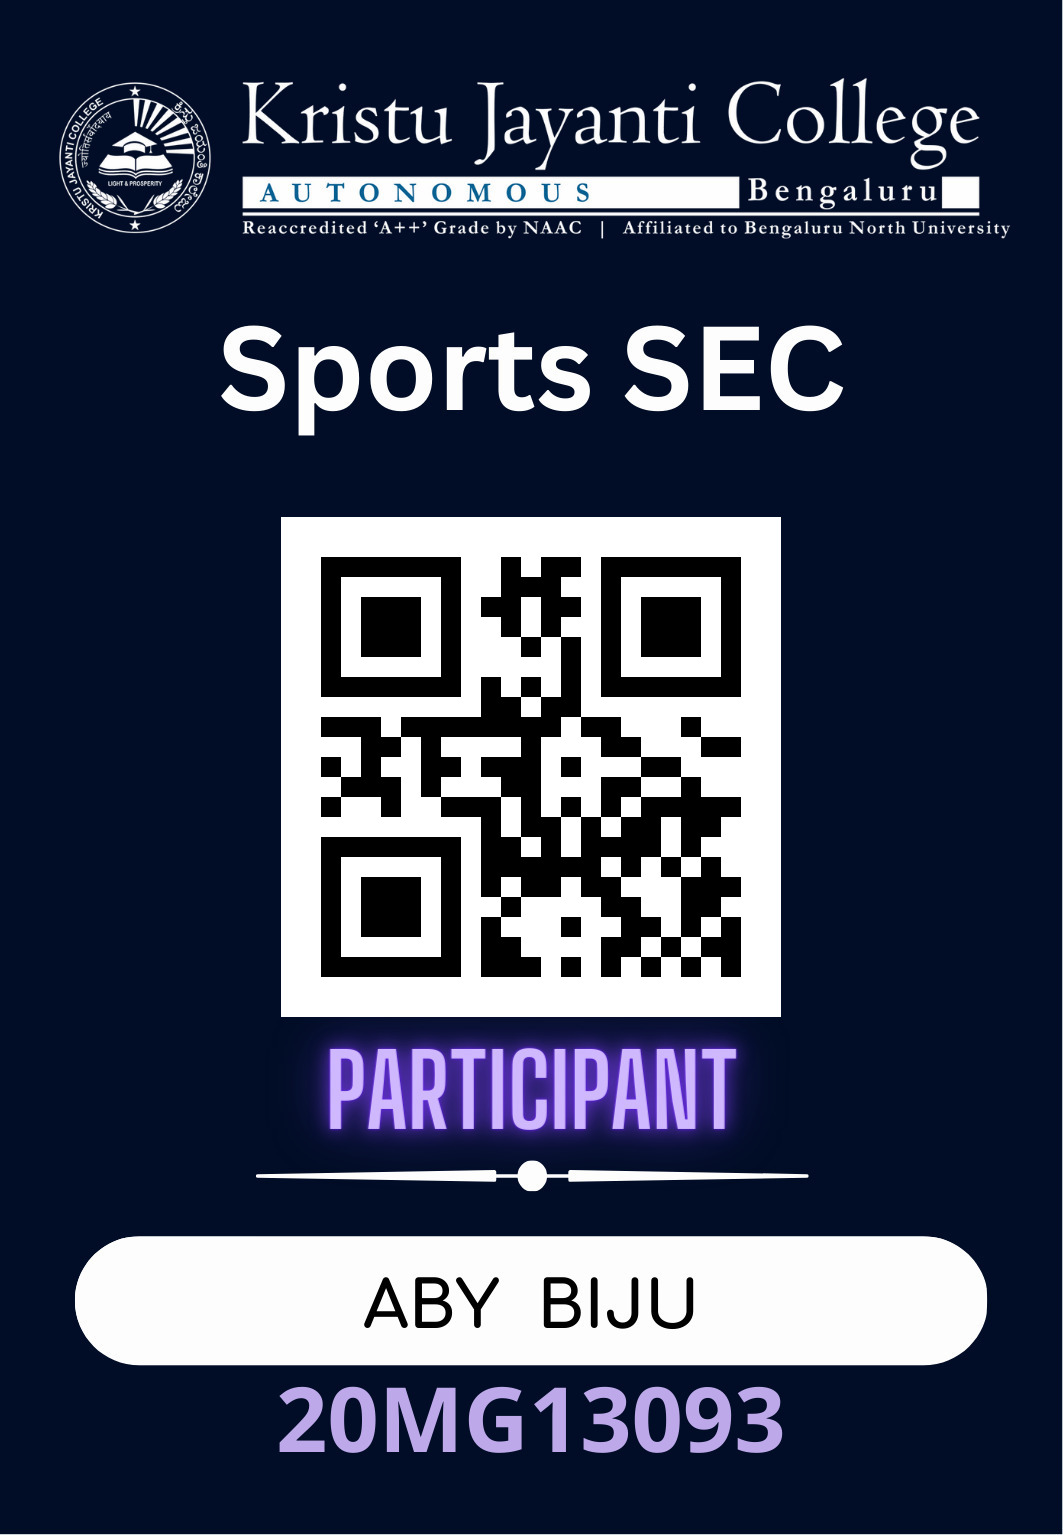 KRISTU JAYANTI COLLEGE
ಕ್ರಿಸ್ತು ಜಯಂತಿ ಕಾಲೇಜು
LIGHT & PROSPERITY
Kristu Jayanti College
AUTONOMOUS Bengaluru
Reaccredited ‘A++’ Grade by NAAC | Affiliated to Bengaluru North University
Sports SEC
PARTICIPANT
ABY BIJU
20MG13093